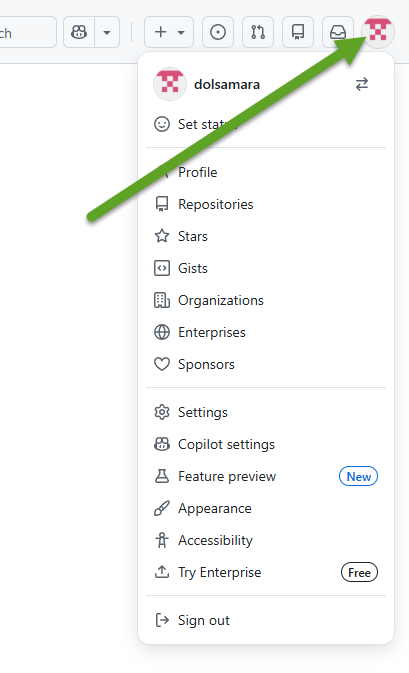 ch
dolsamara
Set status
Profile
Repositories
Stars
Gists
Organizations
Enterprises
Sponsors
Settings
Copilot settings
Feature preview New
Appearance
Accessibility
Try Enterprise Free
Sign out